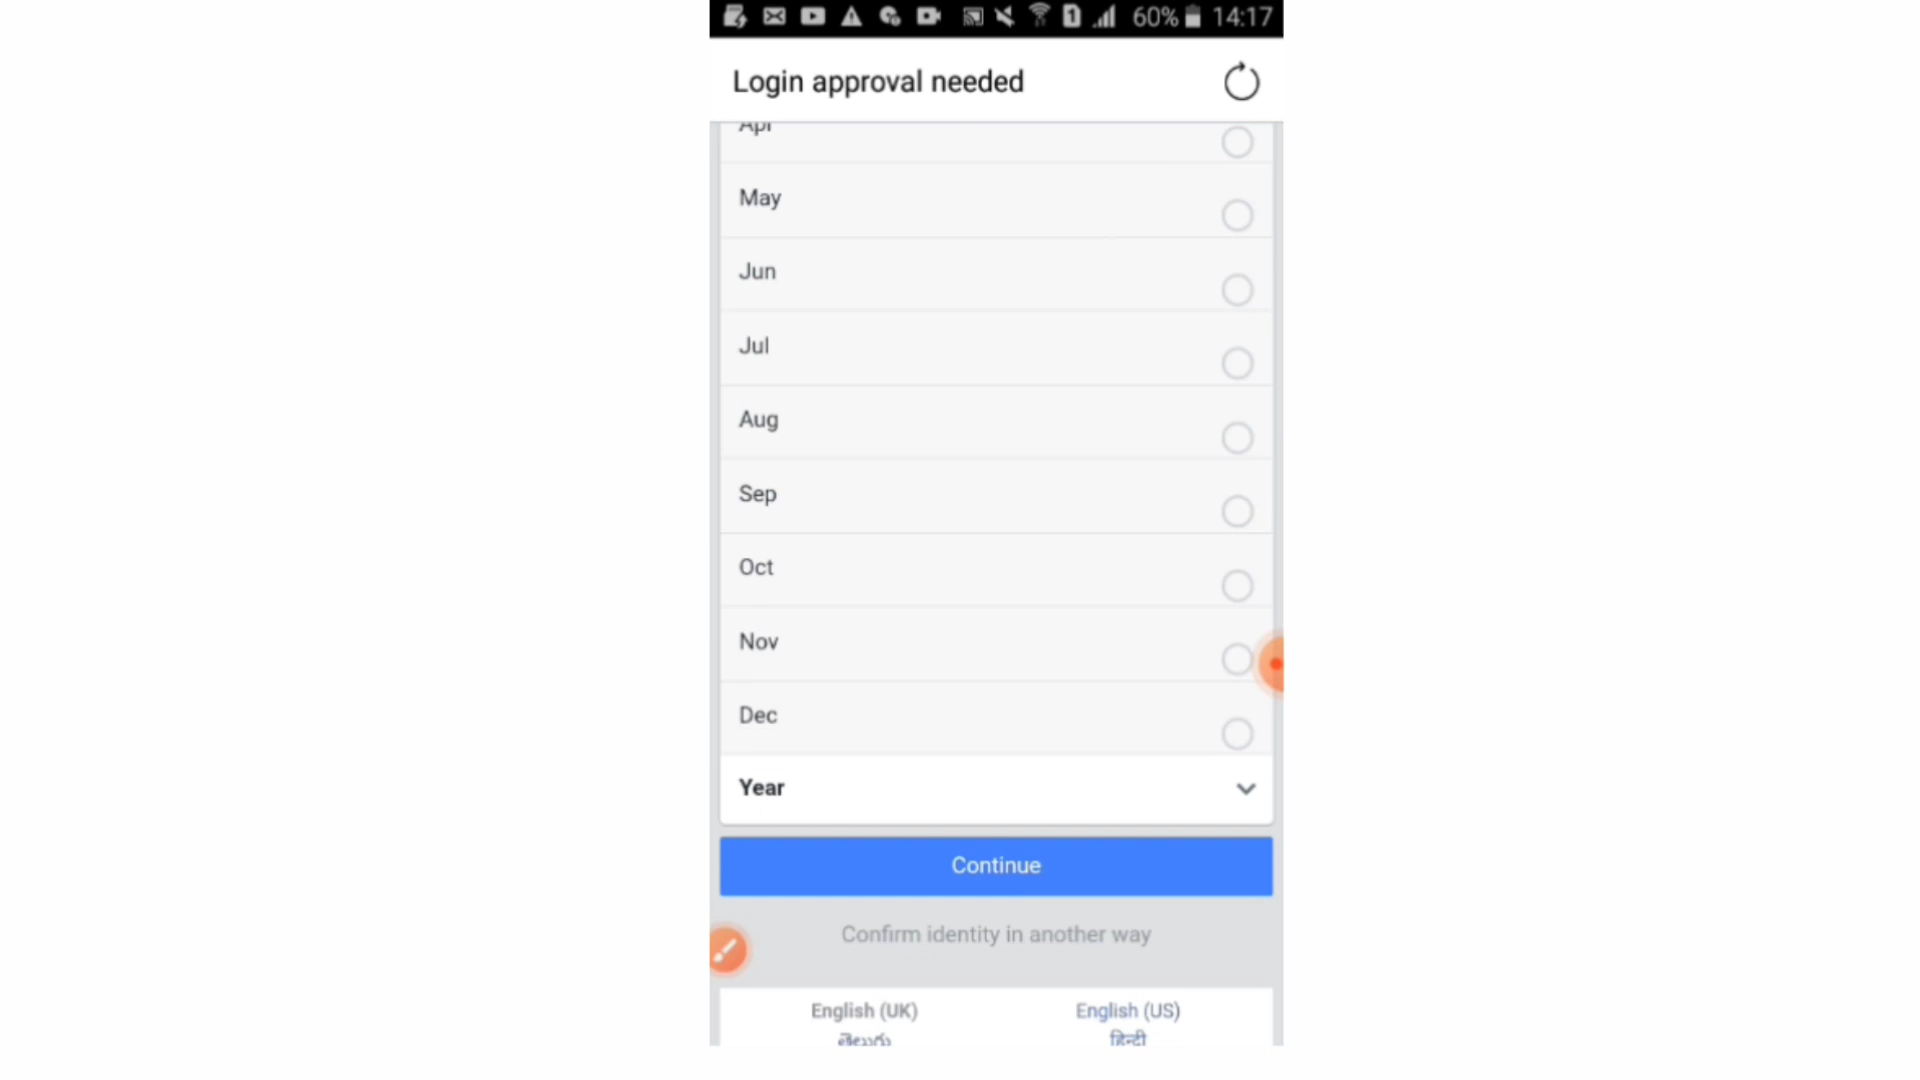 60% 14:17
Login approval needed
Apr
May
Jun
Jul
Aug
Sep
Oct
Nov
Dec
Year
Continue
Confirm identity in another way
English (UK) English (US)
తెలుగు हिन्दी